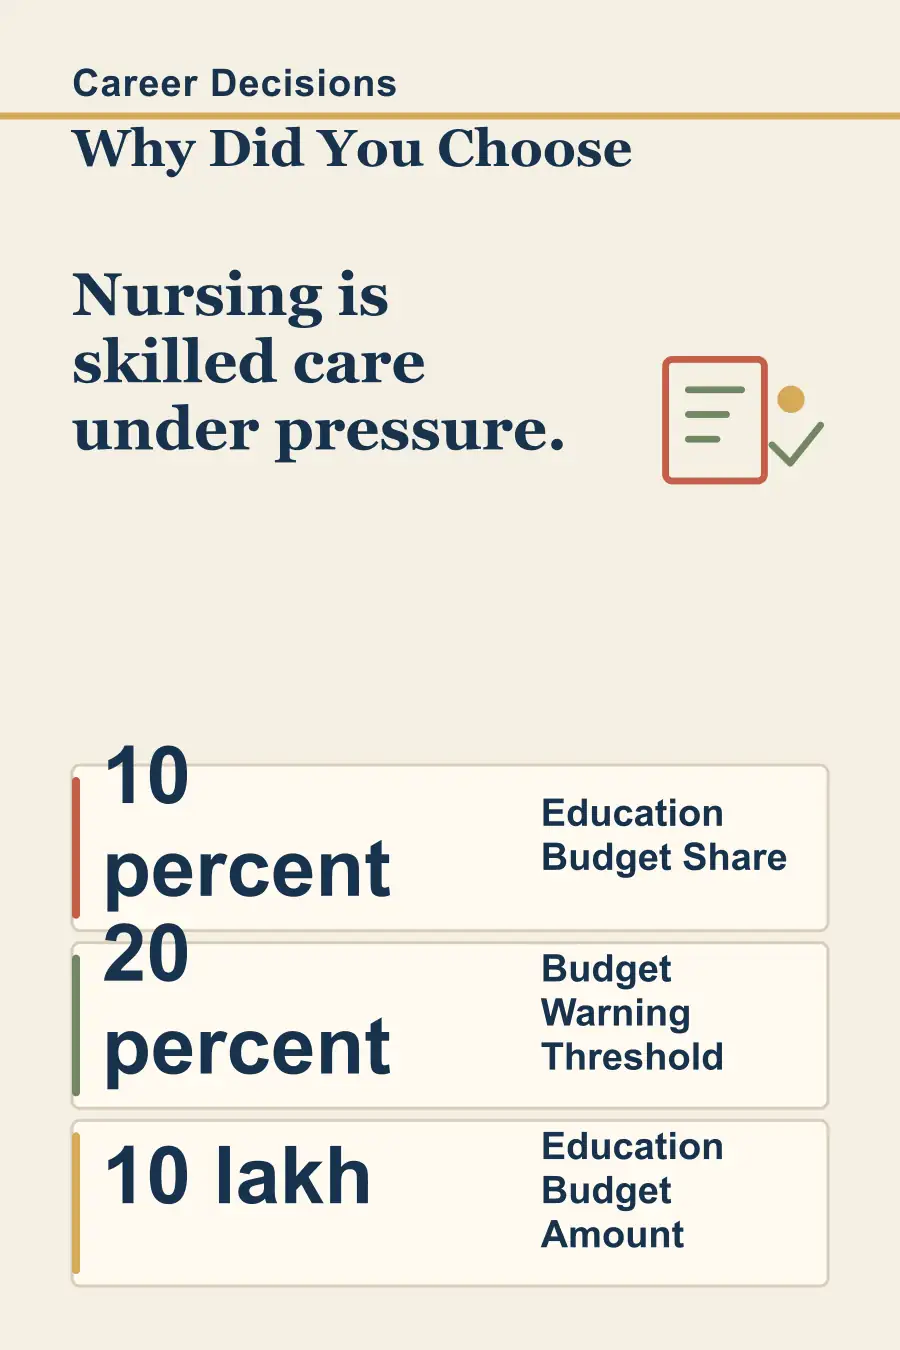 Career Decisions
Why Did You Choose
Nursing is
skilled care
under pressure.
10
percent
Education
Budget Share
20
percent
Budget
Warning
Threshold
10 lakh
Education
Budget
Amount